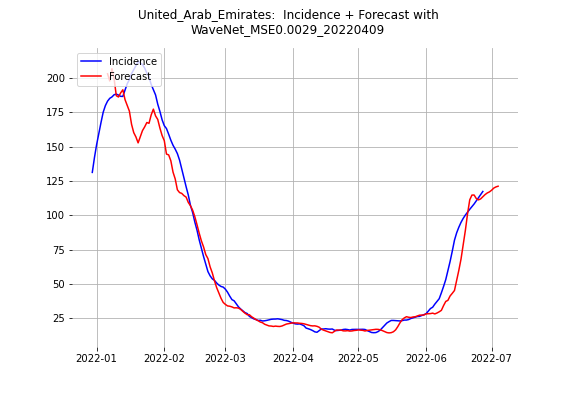 United_Arab_Emirates:  Incidence + Forecast with
WaveNet_MSE0.0029_20220409
Incidence
Forecast
200
175
150
125
100
75
50
25
2022-01 2022-02 2022-03 2022-04 2022-05 2022-06 2022-07